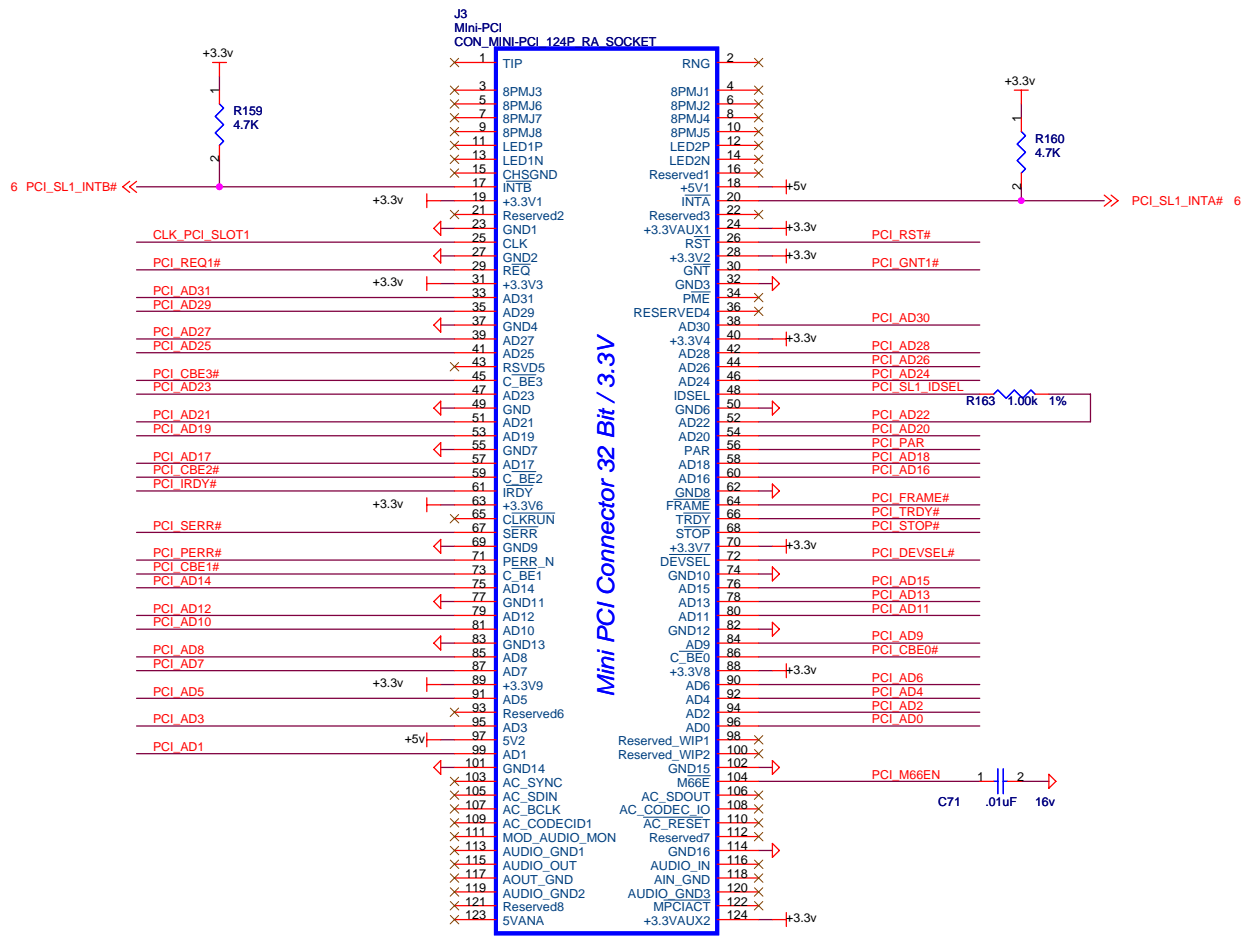 J3
MIni-PCI
CON_MINI-PCI_124P_RA_SOCKET
1 TIP RNG 2
+3.3v
3 8PMJ3 8PMJ1 4
+3.3v
5 8PMJ6 8PMJ2 6
1
R159
4.7K
7 8PMJ7 8PMJ4 8
1
9 8PMJ8 8PMJ5 10
11 LED1P LED2P 12
R160
4.7K
2
13 LED1N LED2N 14
15 CHSGND Reserved1 16
6 PCI_SL1_INTB# 17 INTB +5V1 18 +5v
2
+3.3v 19 +3.3V1 INTA 20 PCI_SL1_INTA# 6
21 Reserved2 Reserved3 22
23 GND1 +3.3VAUX1 24 +3.3v
CLK_PCI_SLOT1 25 CLK RST 26 PCI_RST#
27 GND2 +3.3V2 28 +3.3v
PCI_REQ1# 29 REQ GNT 30 PCI_GNT1#
+3.3v 31 +3.3V3 GND3 32
PCI_AD31 33 AD31 PME 34
PCI_AD29 35 AD29 RESERVED4 36
37 GND4 AD30 38 PCI_AD30
PCI_AD27 39 AD27 +3.3V4 40 +3.3v
PCI_AD25 41 AD25 AD28 42 PCI_AD28
43 RSVD5 AD26 44 PCI_AD26
PCI_CBE3# 45 C_BE3 AD24 46 PCI_AD24
PCI_AD23 47 AD23 IDSEL 48 PCI_SL1_IDSEL
R163 1.00k 1%
49 GND GND6 50
PCI_AD21 51 AD21 AD22 52 PCI_AD22
PCI_AD19 53 AD19 AD20 54 PCI_AD20
55 GND7 PAR 56 PCI_PAR
PCI_AD17 57 AD17 AD18 58 PCI_AD18
PCI_CBE2# 59 C_BE2 AD16 60 PCI_AD16
PCI_IRDY# 61 IRDY GND8 62
+3.3v 63 +3.3V6 FRAME 64 PCI_FRAME#
65 CLKRUN TRDY 66 PCI_TRDY#
PCI_SERR# 67 SERR STOP 68 PCI_STOP#
69 GND9 +3.3V7 70 +3.3v
PCI_PERR# 71 PERR_N DEVSEL 72 PCI_DEVSEL#
PCI_CBE1# 73 C_BE1 GND10 74
PCI_AD14 75 AD14 AD15 76 PCI_AD15
77 GND11 AD13 78 PCI_AD13
PCI_AD12 79 AD12 AD11 80 PCI_AD11
PCI_AD10 81 AD10 GND12 82
83 GND13 AD9 84 PCI_AD9
PCI_AD8 85 AD8 C_BE0 86 PCI_CBE0#
PCI_AD7 87 AD7 +3.3V8 88 +3.3v
+3.3v 89 +3.3V9 AD6 90 PCI_AD6
PCI_AD5 91 AD5 AD4 92 PCI_AD4
93 Reserved6 AD2 94 PCI_AD2
PCI_AD3 95 AD3 AD0 96 PCI_AD0
+5v 97 5V2 Reserved_WIP1 98
PCI_AD1 99 AD1 Reserved_WIP2 100
101 GND14 GND15 102
103 AC_SYNC M66E 104 PCI_M66EN 1 2
C71 .01uF 16v
105 AC_SDIN AC_SDOUT 106
107 AC_BCLK AC_CODEC_IO 108
109 AC_CODECID1 AC_RESET 110
111 MOD_AUDIO_MON Reserved7 112
113 AUDIO_GND1 GND16 114
115 AUDIO_OUT AUDIO_IN 116
117 AOUT_GND AIN_GND 118
119 AUDIO_GND2 AUDIO_GND3 120
121 Reserved8 MPCIACT 122
123 5VANA +3.3VAUX2 124 +3.3v
Mini PCI Connector 32 Bit / 3.3V